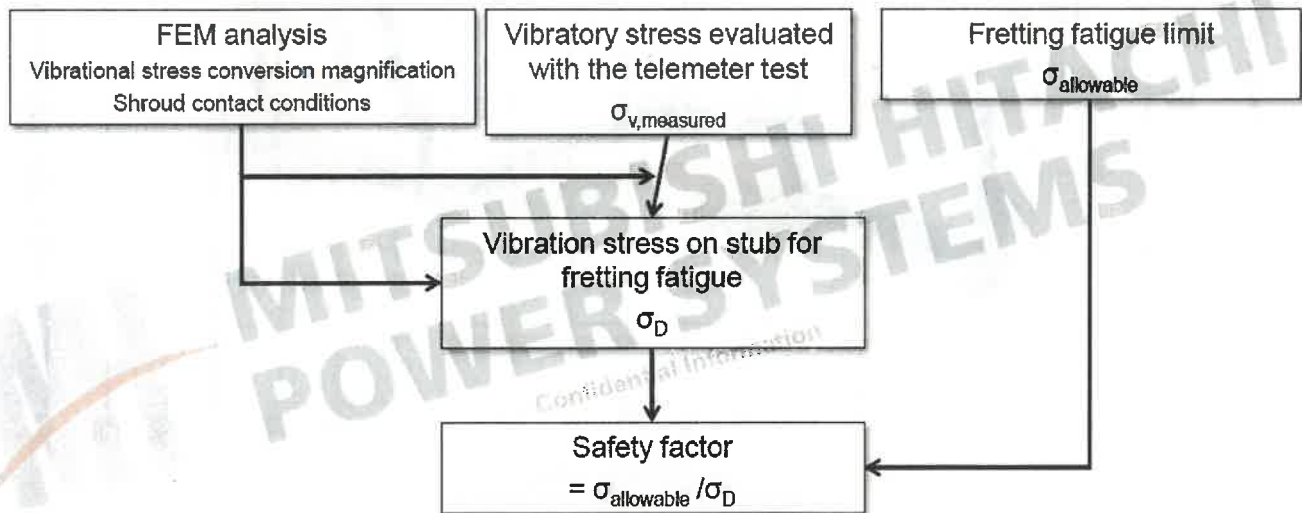 FEM analysis
Vibrational stress conversion magnification
Shroud contact conditions
Vibratory stress evaluated
with the telemeter test
σv,measured
Fretting fatigue limit
σallowable
MITSUBISHI HITACHI
POWER SYSTEMS
Confidential Information
Vibration stress on stub for
fretting fatigue
σD
Safety factor
= σallowable /σD